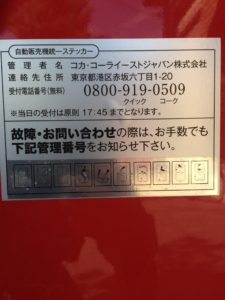 自動販売機統一ステッカー
管理者名 コカ・コーライーストジャパン株式会社
連絡先住所 東京都港区赤坂六丁目1-20
受付電話番号(無料) 0800-919-0509
クイック コーク
※当日の受付は原則 17:45 までとなります。
故障・お問い合わせの際は、お手数でも
下記管理番号をお知らせ下さい。